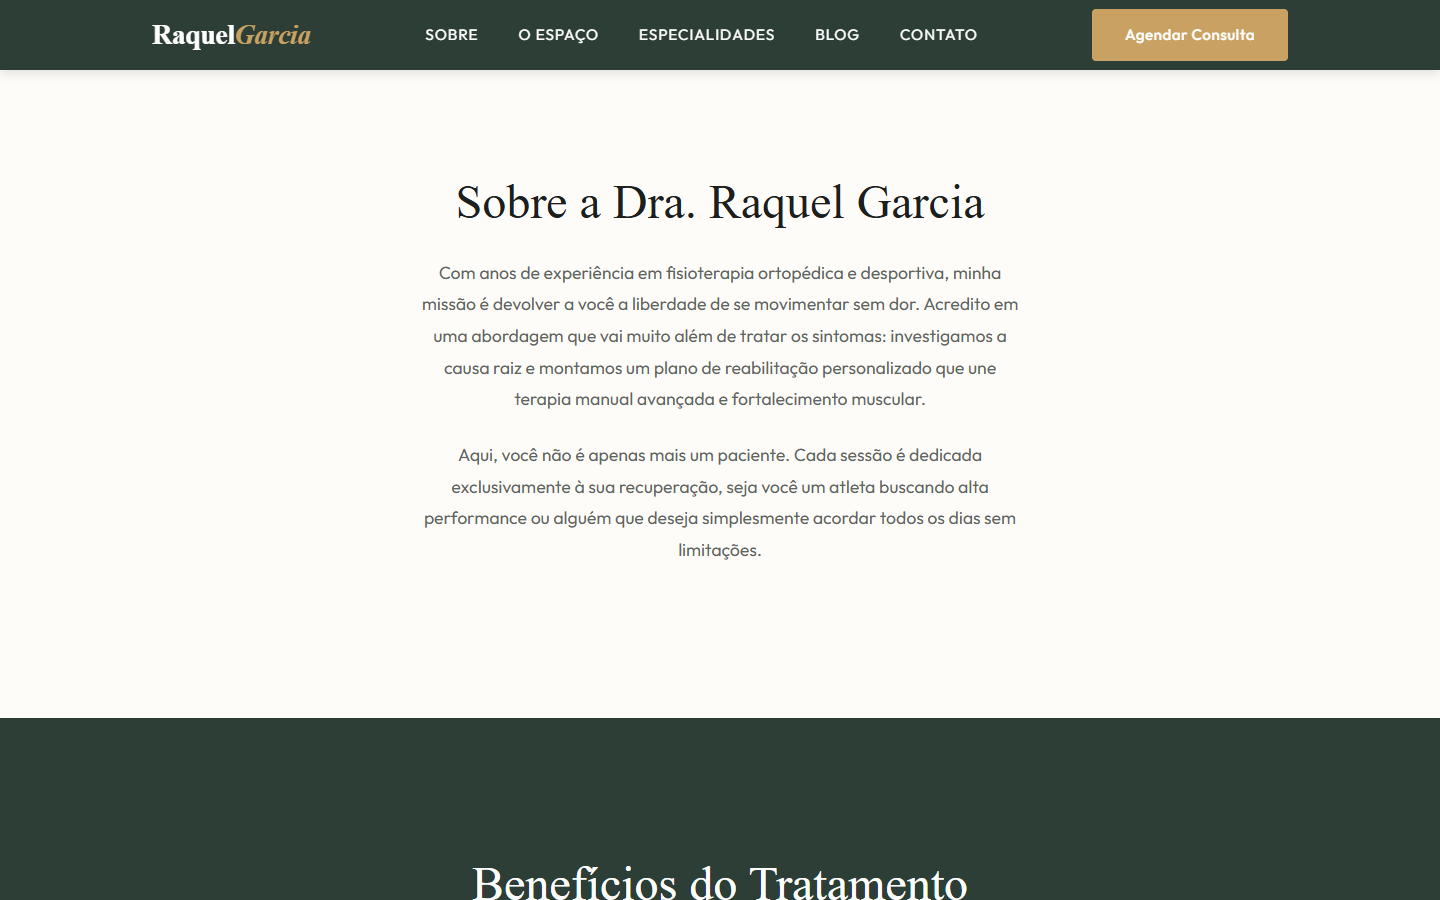 RaquelGarcia
SOBRE
O ESPAÇO
ESPECIALIDADES
BLOG
CONTATO
Agendar Consulta
Sobre a Dra. Raquel Garcia
Com anos de experiência em fisioterapia ortopédica e desportiva, minha
missão é devolver a você a liberdade de se movimentar sem dor. Acredito em
uma abordagem que vai muito além de tratar os sintomas: investigamos a
causa raiz e montamos um plano de reabilitação personalizado que une
terapia manual avançada e fortalecimento muscular.
Aqui, você não é apenas mais um paciente. Cada sessão é dedicada
exclusivamente à sua recuperação, seja você um atleta buscando alta
performance ou alguém que deseja simplesmente acordar todos os dias sem
limitações.
Benefícios do Tratamento